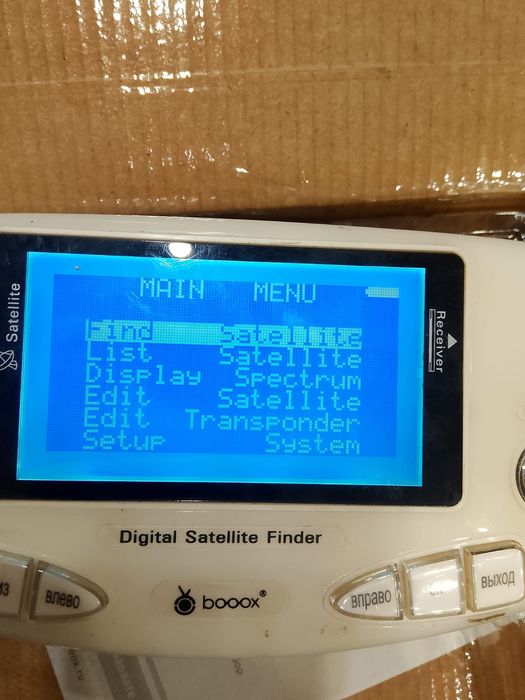 MAIN MENU
Find Satellite
List Satellite
Display Spectrum
Edit Satellite
Edit Transponder
Setup System
Satellite
Receiver
Digital Satellite Finder
влево
booox®
вправо
выход